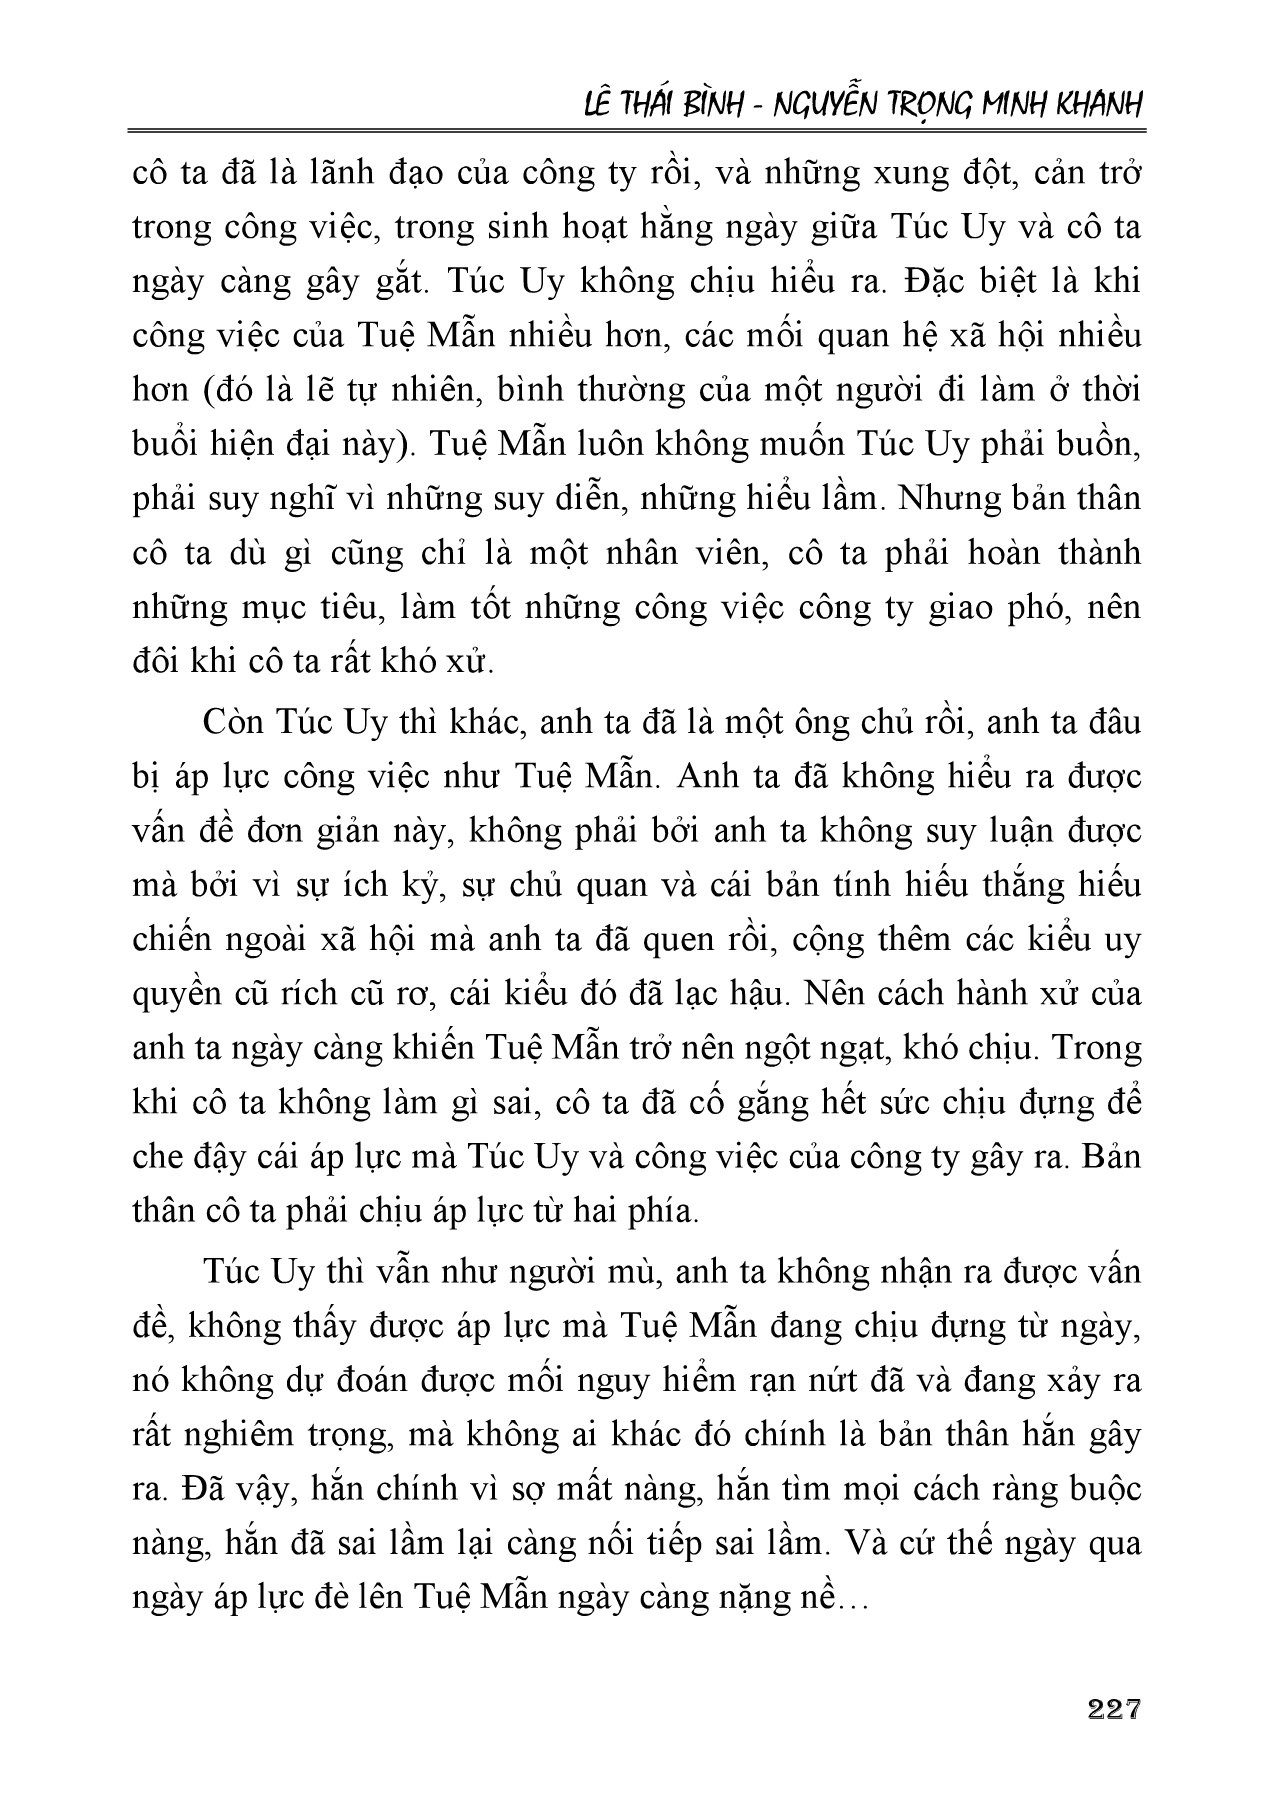 LÊ THÁI BÌNH - NGUYỄN TRỌNG MINH KHANH
cô ta đã là lãnh đạo của công ty rồi, và những xung đột, cản trở
trong công việc, trong sinh hoạt hằng ngày giữa Túc Uy và cô ta
ngày càng gây gắt. Túc Uy không chịu hiểu ra. Đặc biệt là khi
công việc của Tuệ Mẫn nhiều hơn, các mối quan hệ xã hội nhiều
hơn (đó là lẽ tự nhiên, bình thường của một người đi làm ở thời
buổi hiện đại này). Tuệ Mẫn luôn không muốn Túc Uy phải buồn,
phải suy nghĩ vì những suy diễn, những hiểu lầm. Nhưng bản thân
cô ta dù gì cũng chỉ là một nhân viên, cô ta phải hoàn thành
những mục tiêu, làm tốt những công việc công ty giao phó, nên
đôi khi cô ta rất khó xử.
Còn Túc Uy thì khác, anh ta đã là một ông chủ rồi, anh ta đâu
bị áp lực công việc như Tuệ Mẫn. Anh ta đã không hiểu ra được
vấn đề đơn giản này, không phải bởi anh ta không suy luận được
mà bởi vì sự ích kỷ, sự chủ quan và cái bản tính hiếu thắng hiếu
chiến ngoài xã hội mà anh ta đã quen rồi, cộng thêm các kiểu uy
quyền cũ rích cũ rơ, cái kiểu đó đã lạc hậu. Nên cách hành xử của
anh ta ngày càng khiến Tuệ Mẫn trở nên ngột ngạt, khó chịu. Trong
khi cô ta không làm gì sai, cô ta đã cố gắng hết sức chịu đựng để
che đậy cái áp lực mà Túc Uy và công việc của công ty gây ra. Bản
thân cô ta phải chịu áp lực từ hai phía.
Túc Uy thì vẫn như người mù, anh ta không nhận ra được vấn
đề, không thấy được áp lực mà Tuệ Mẫn đang chịu đựng từ ngày,
nó không dự đoán được mối nguy hiểm rạn nứt đã và đang xảy ra
rất nghiêm trọng, mà không ai khác đó chính là bản thân hắn gây
ra. Đã vậy, hắn chính vì sợ mất nàng, hắn tìm mọi cách ràng buộc
nàng, hắn đã sai lầm lại càng nối tiếp sai lầm. Và cứ thế ngày qua
ngày áp lực đè lên Tuệ Mẫn ngày càng nặng nề…
227